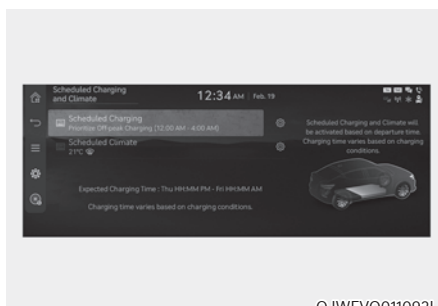 Scheduled Charging
and Climate
12:34 AM Feb. 19
Scheduled Charging
Prioritize Off-peak Charging [12:00 AM - 4:00 AM]
Scheduled Climate
21°C
Scheduled Charging and Climate will
be activated based on departure time.
Charging time varies based on charging
conditions.
Expected Charging Time : Thu HH:MM PM - Fri HH:MM AM
Charging time varies based on charging conditions.